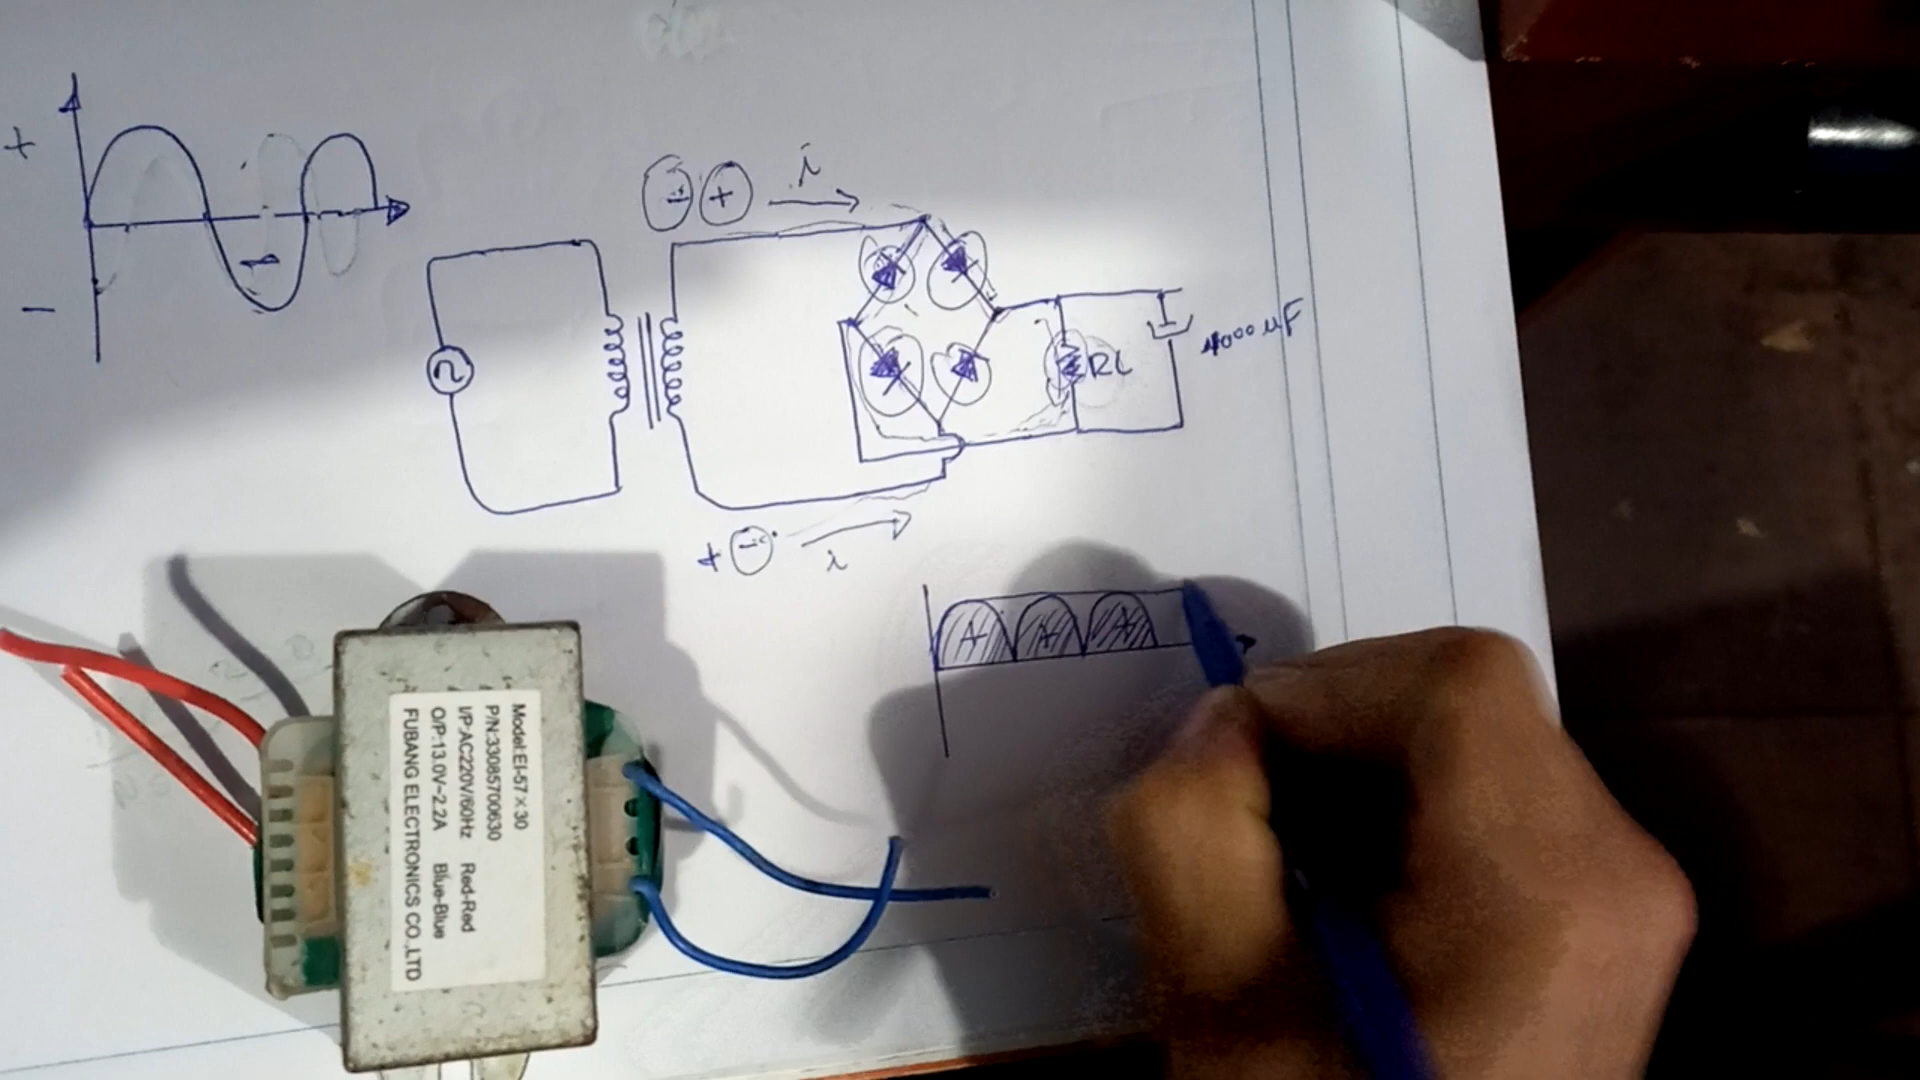 +
-
-
+
i
RL
1000 uF
+
-
i
+ + +
Model:EI-57×30
P/N:33085700630
I/P:AC220V/60Hz Red-Red
O/P:13.0V~2.2A Blue-Blue
FUBANG ELECTRONICS CO.,LTD